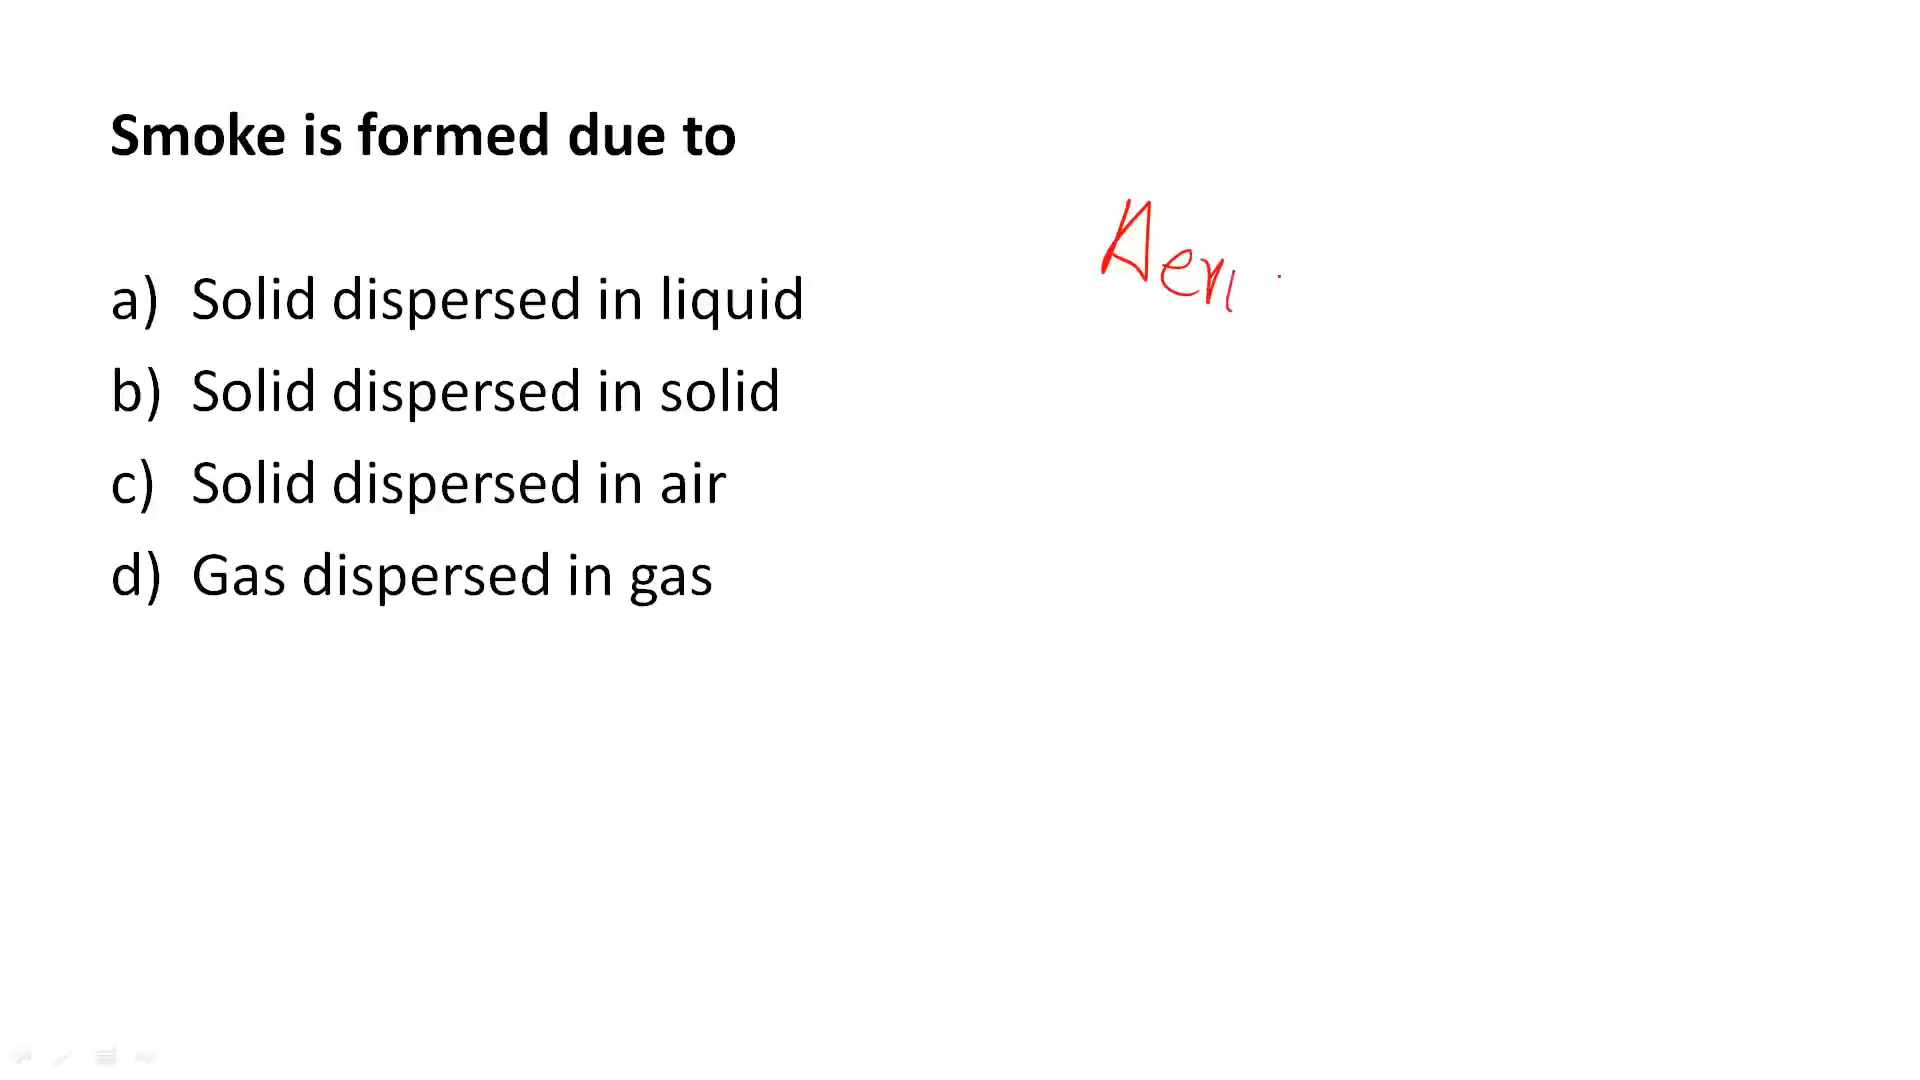 Smoke is formed due to
Aer
a) Solid dispersed in liquid
b) Solid dispersed in solid
c) Solid dispersed in air
d) Gas dispersed in gas